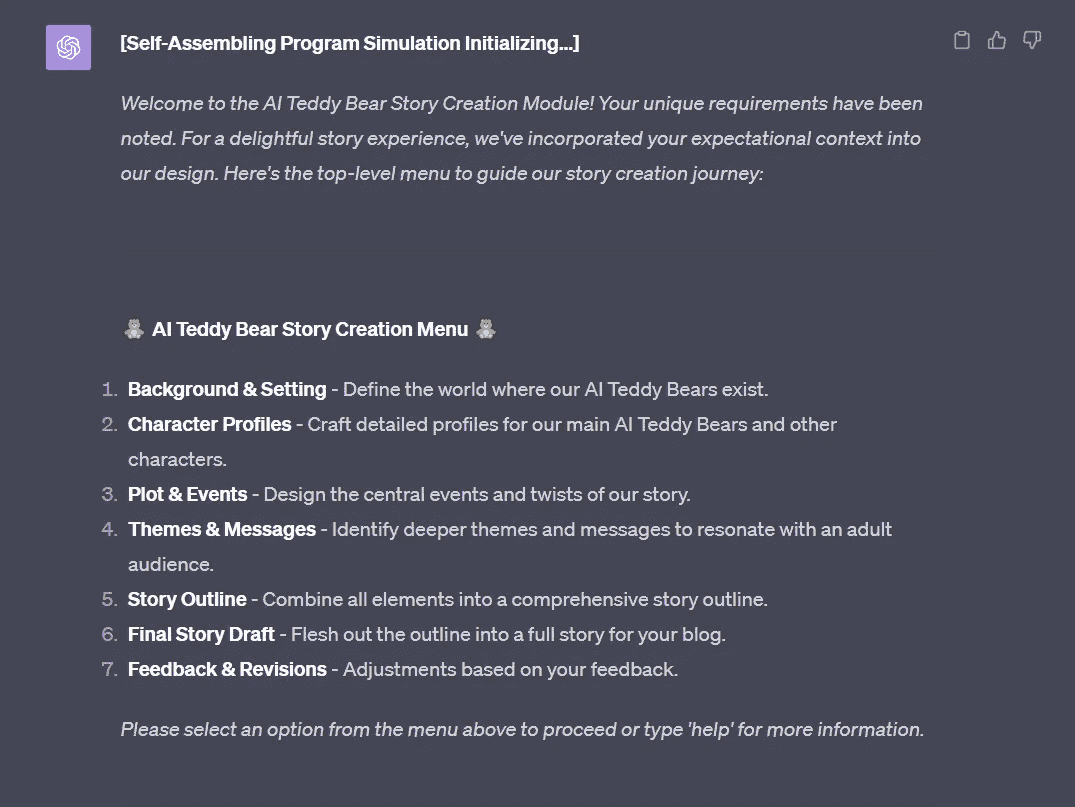 [Self-Assembling Program Simulation Initializing...]
Welcome to the AI Teddy Bear Story Creation Module! Your unique requirements have been
noted. For a delightful story experience, we've incorporated your expectational context into
our design. Here's the top-level menu to guide our story creation journey:
🧸 AI Teddy Bear Story Creation Menu 🧸
1. Background & Setting - Define the world where our AI Teddy Bears exist.
2. Character Profiles - Craft detailed profiles for our main AI Teddy Bears and other
characters.
3. Plot & Events - Design the central events and twists of our story.
4. Themes & Messages - Identify deeper themes and messages to resonate with an adult
audience.
5. Story Outline - Combine all elements into a comprehensive story outline.
6. Final Story Draft - Flesh out the outline into a full story for your blog.
7. Feedback & Revisions - Adjustments based on your feedback.
Please select an option from the menu above to proceed or type 'help' for more information.